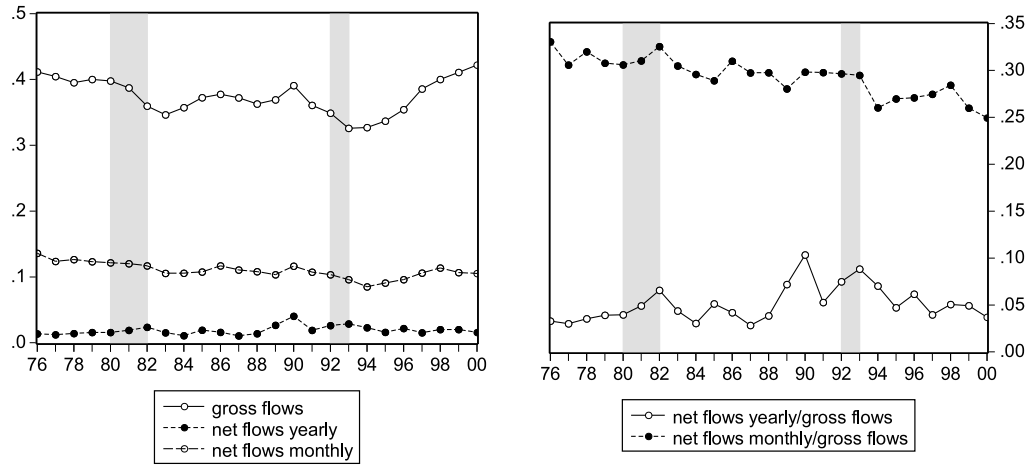 .5
.4
.3
.2
.1
.0
76 78 80 82 84 86 88 90 92 94 96 98 00
gross flows
net flows yearly
net flows monthly
.35
.30
.25
.20
.15
.10
.05
.00
76 78 80 82 84 86 88 90 92 94 96 98 00
net flows yearly/gross flows
net flows monthly/gross flows